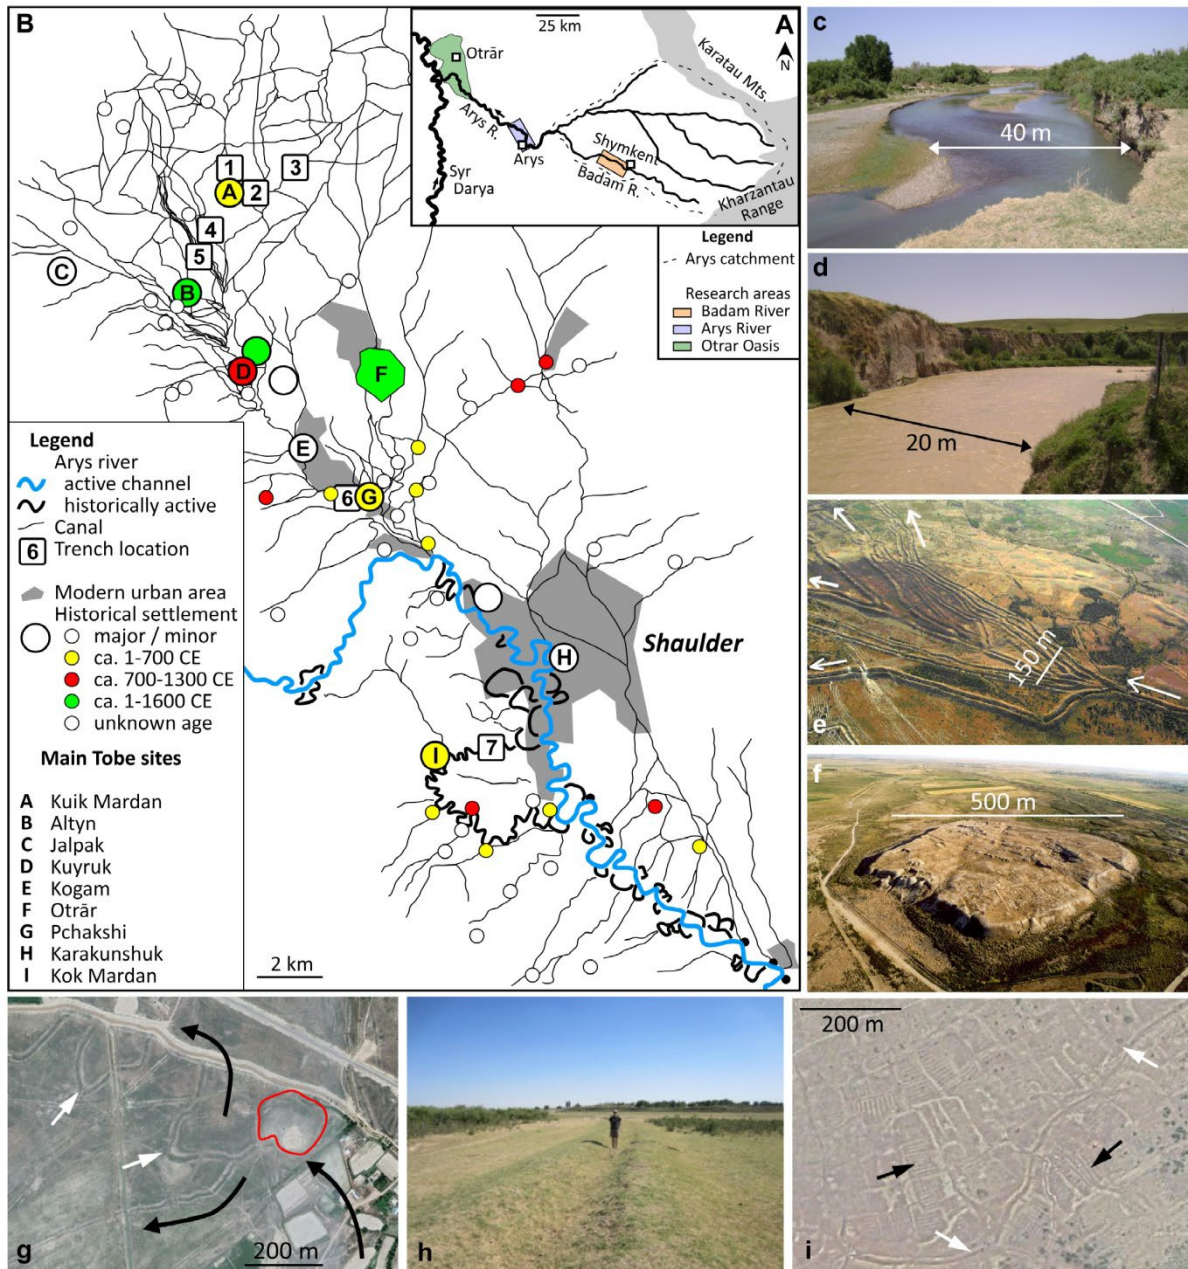 B
A
25 km
N
Otrār
Karatau Mts.
Arys R.
Arys
Shymkent
Badam R.
Syr
Darya
Kharzantau
Range
Legend
Arys catchment
Research areas
Badam River
Arys River
Otrar Oasis
1
2
3
A
4
5
C
B
D
F
E
6
G
H
Shaulder
7
I
2 km
Legend
Arys river
active channel
historically active
Canal
6 Trench location
Modern urban area
Historical settlement
major / minor
ca. 1-700 CE
ca. 700-1300 CE
ca. 1-1600 CE
unknown age
Main Tobe sites
A Kuik Mardan
B Altyn
C Jalpak
D Kuyruk
E Kogam
F Otrār
G Pchakshi
H Karakunshuk
I Kok Mardan
c
40 m
d
20 m
150 m
e
f
500 m
g
200 m
h
200 m
i